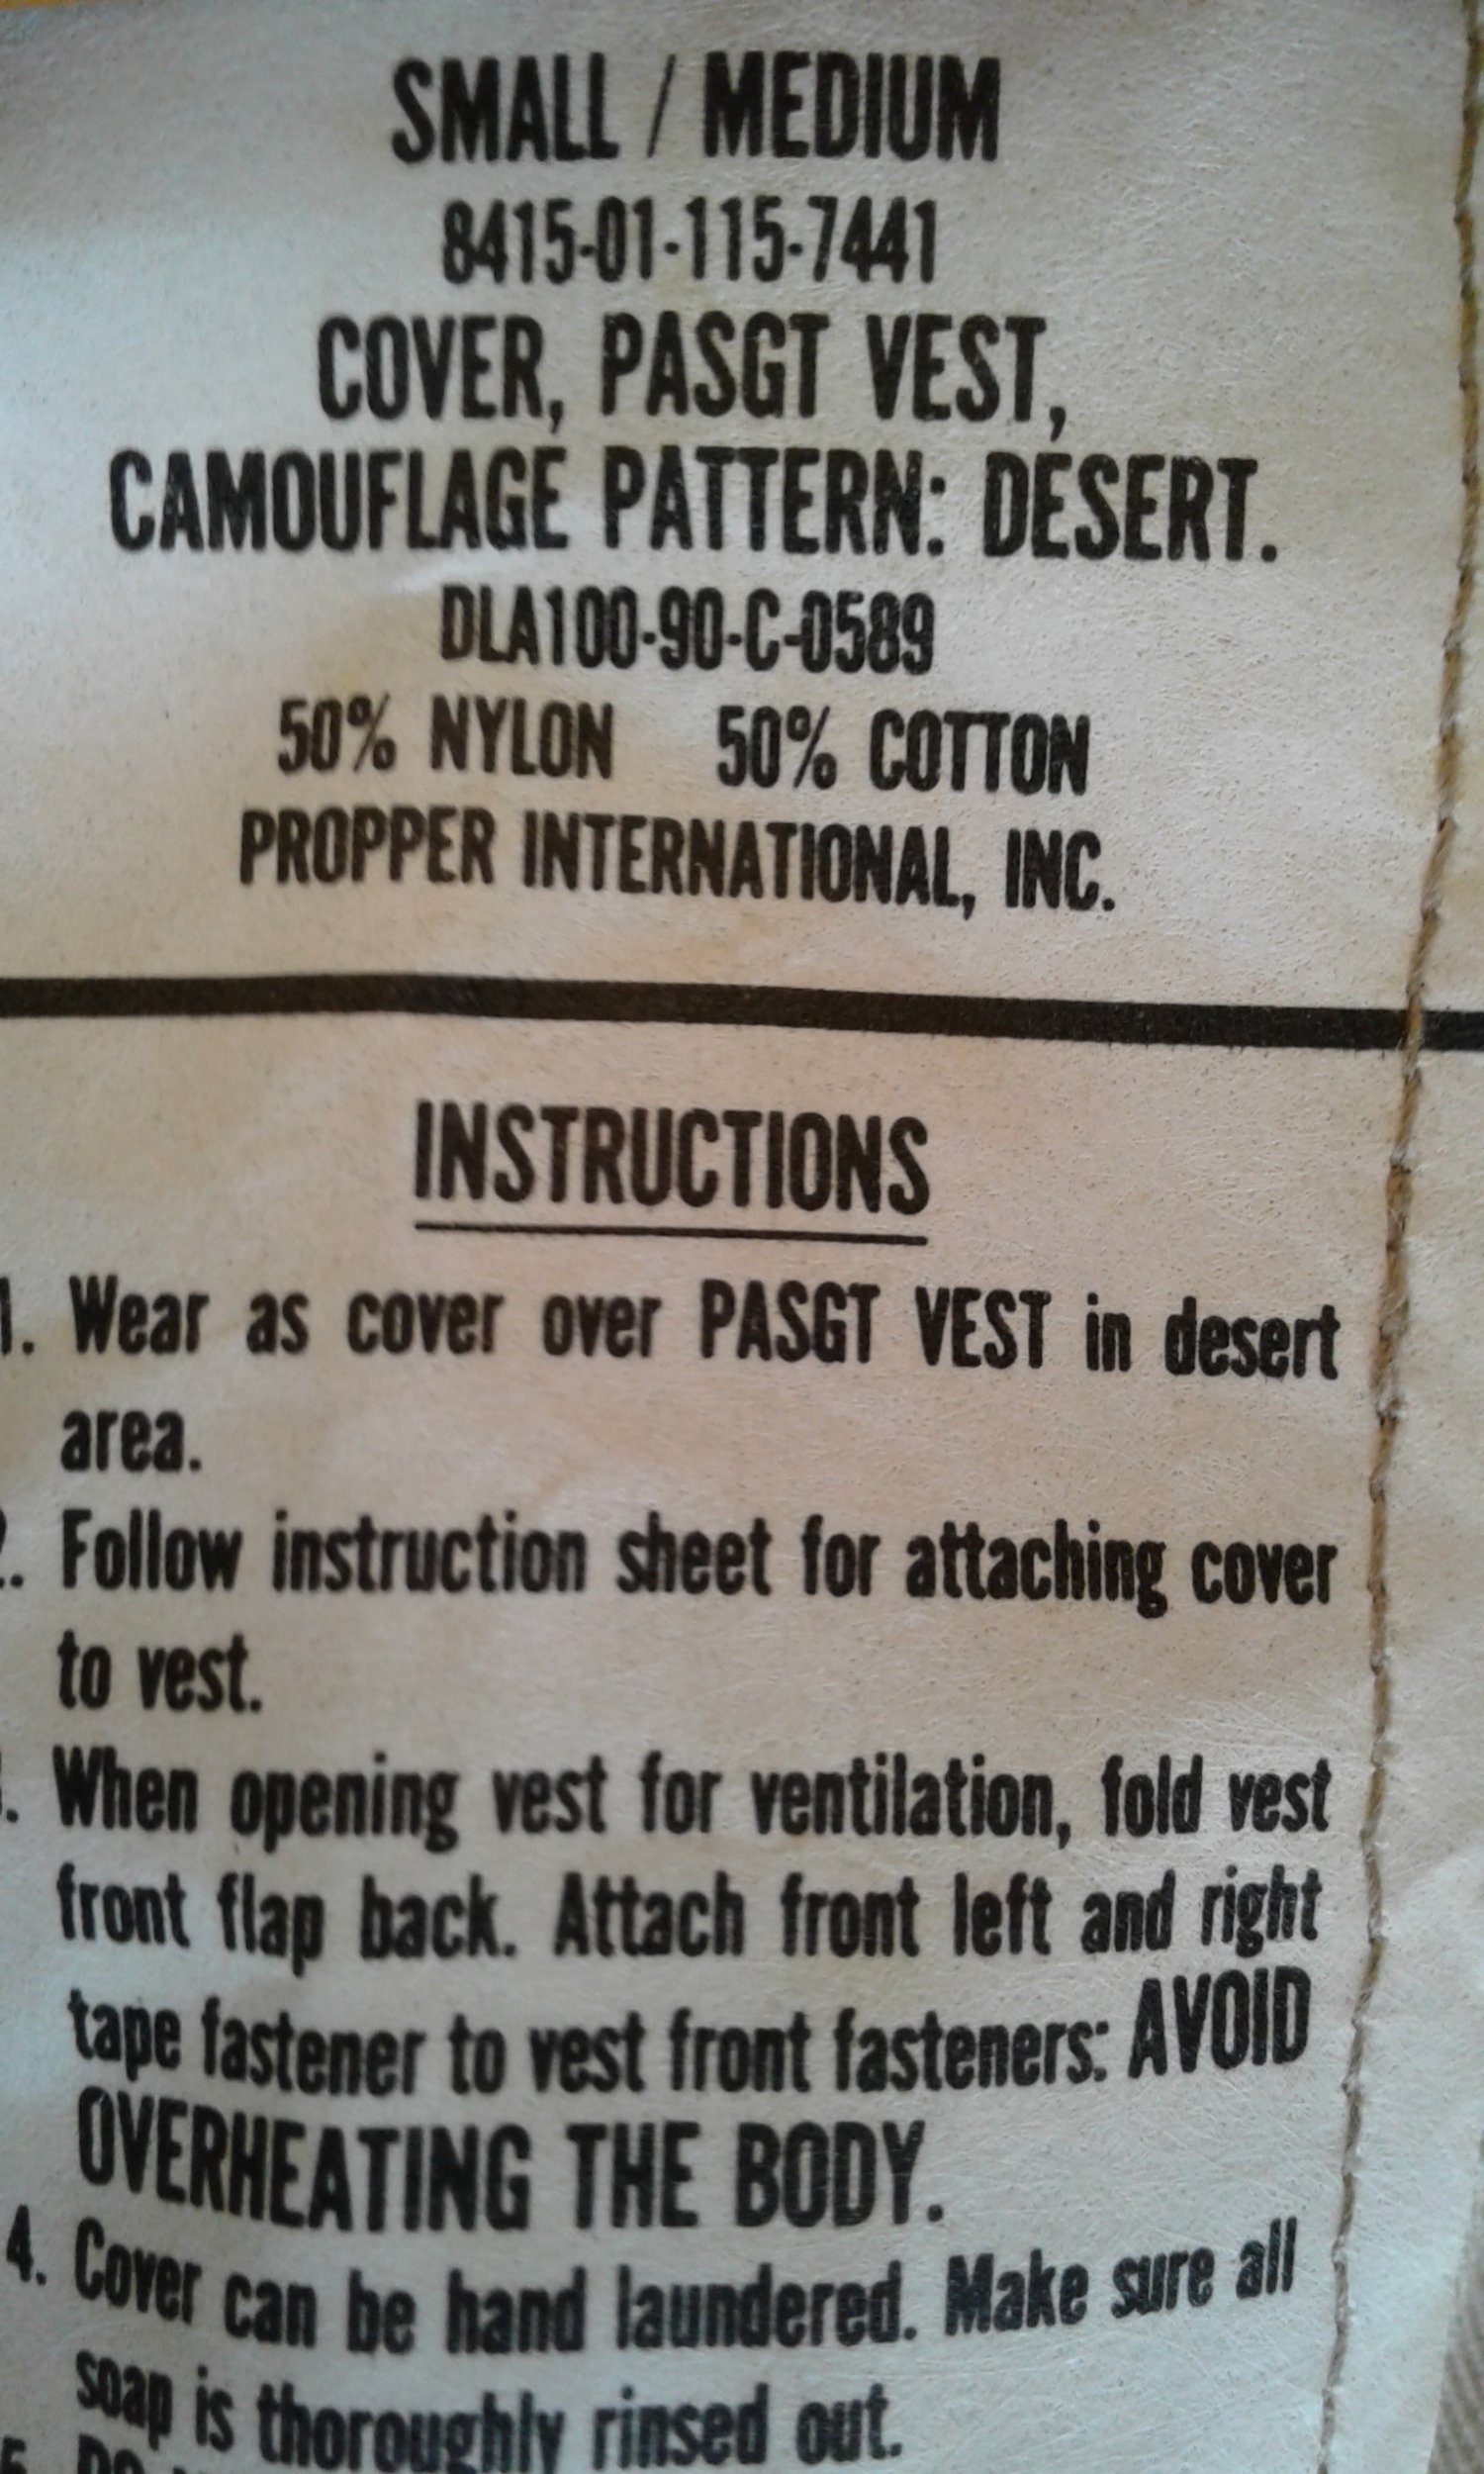 SMALL / MEDIUM
8415-01-115-7441
COVER, PASGT VEST,
CAMOUFLAGE PATTERN: DESERT.
DLA100-90-C-0589
50% NYLON 50% COTTON
PROPPER INTERNATIONAL, INC.
INSTRUCTIONS
1. Wear as cover over PASGT VEST in desert
area.
2. Follow instruction sheet for attaching cover
to vest.
. When opening vest for ventilation, fold vest
front flap back. Attach front left and right
tape fastener to vest front fasteners: AVOID
OVERHEATING THE BODY.
4. Cover can be hand laundered. Make sure all
soap is thoroughly rinsed out.
5. Do